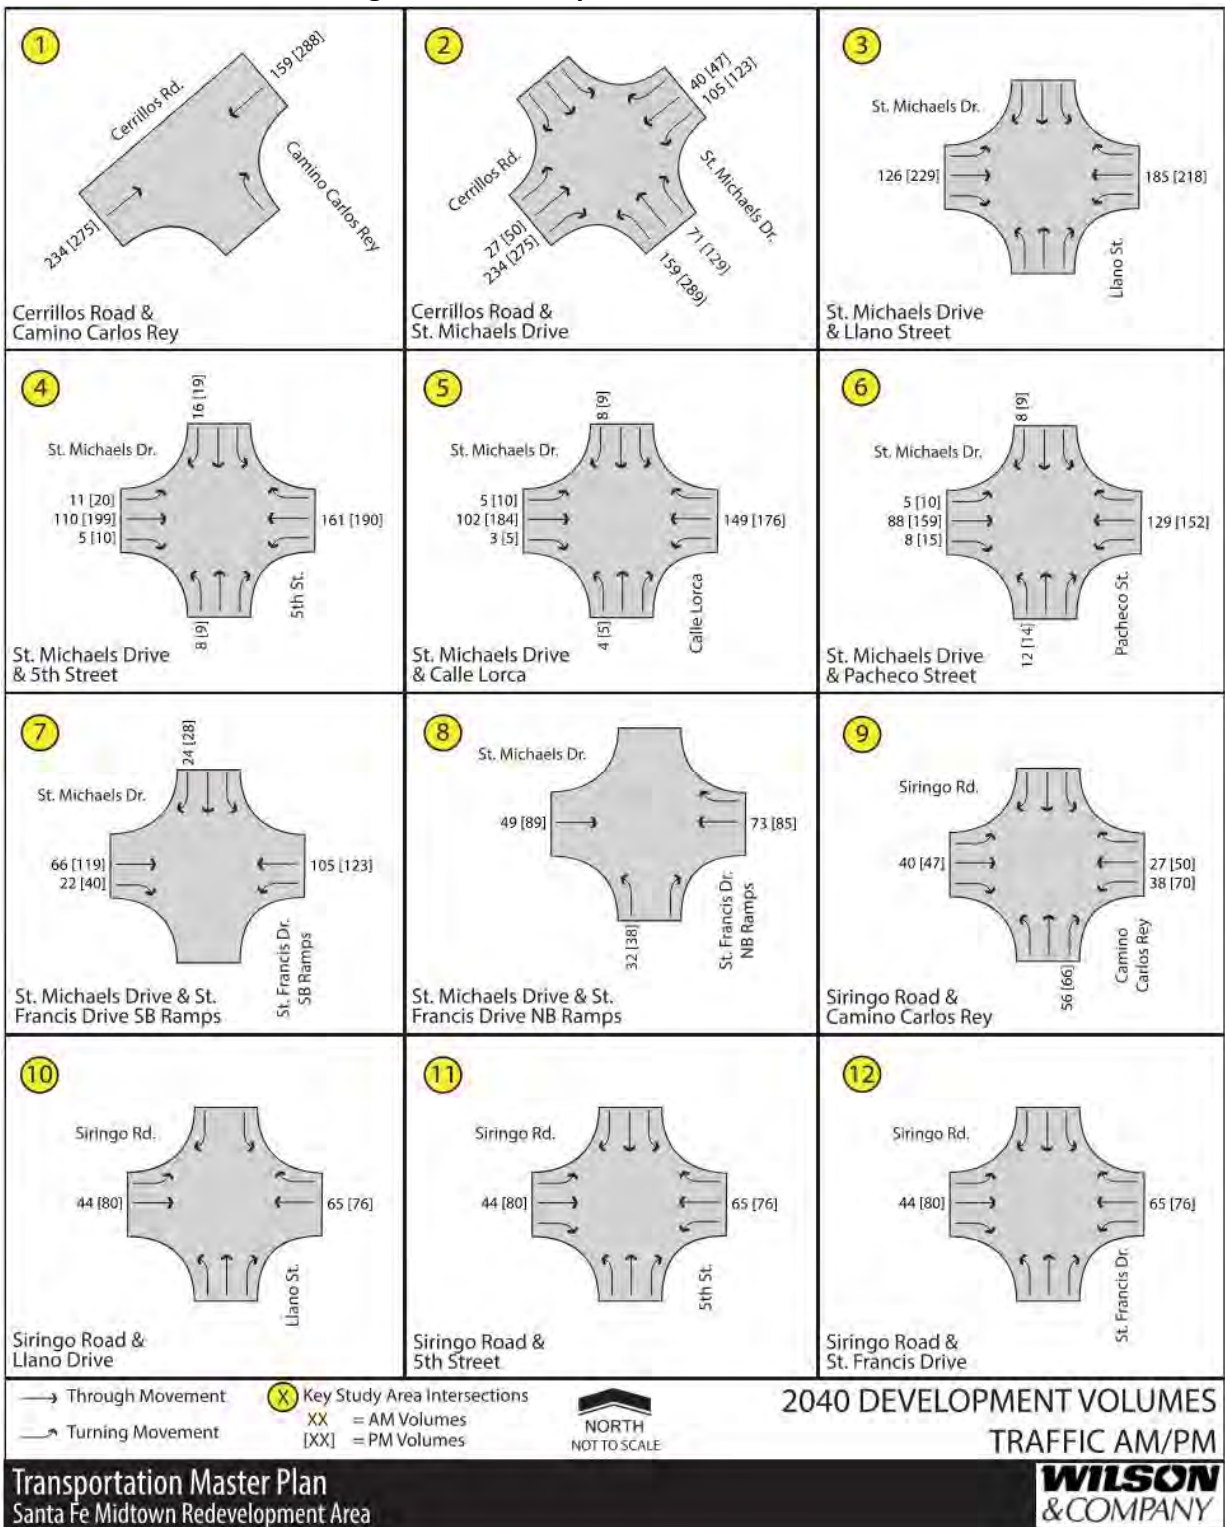 1
159 [288]
Cerrillos Rd.
Camino Carlos Rey
234 [275]
Cerrillos Road &
Camino Carlos Rey
2
40 [47]
105 [123]
Cerrillos Rd.
St. Michaels Dr.
27 [50]
234 [275]
71 [129]
159 [289]
Cerrillos Road &
St. Michaels Drive
3
St. Michaels Dr.
126 [229]
185 [218]
Llano St.
St. Michaels Drive
& Llano Street
4
16 [19]
St. Michaels Dr.
11 [20]
110 [199]
5 [10]
161 [190]
5th St.
8 [9]
St. Michaels Drive
& 5th Street
5
8 [9]
St. Michaels Dr.
5 [10]
102 [184]
3 [5]
149 [176]
Calle Lorca
4 [5]
St. Michaels Drive
& Calle Lorca
6
8 [9]
St. Michaels Dr.
5 [10]
88 [159]
8 [15]
129 [152]
Pacheco St.
12 [14]
St. Michaels Drive
& Pacheco Street
7
24 [28]
St. Michaels Dr.
66 [119]
22 [40]
105 [123]
St. Francis Dr.
SB Ramps
St. Michaels Drive & St.
Francis Drive SB Ramps
8
St. Michaels Dr.
49 [89]
73 [85]
32 [38]
St. Francis Dr.
NB Ramps
St. Michaels Drive & St.
Francis Drive NB Ramps
9
Siringo Rd.
40 [47]
27 [50]
38 [70]
56 [66]
Camino
Carlos Rey
Siringo Road &
Camino Carlos Rey
10
Siringo Rd.
44 [80]
65 [76]
Llano St.
Siringo Road &
Llano Drive
11
Siringo Rd.
44 [80]
65 [76]
5th St.
Siringo Road &
5th Street
12
Siringo Rd.
44 [80]
65 [76]
St. Francis Dr.
Siringo Road &
St. Francis Drive
Through Movement
Turning Movement
X Key Study Area Intersections
XX = AM Volumes
[XX] = PM Volumes
NORTH
NOT TO SCALE
2040 DEVELOPMENT VOLUMES
TRAFFIC AM/PM
Transportation Master Plan
Santa Fe Midtown Redevelopment Area
WILSON
&COMPANY